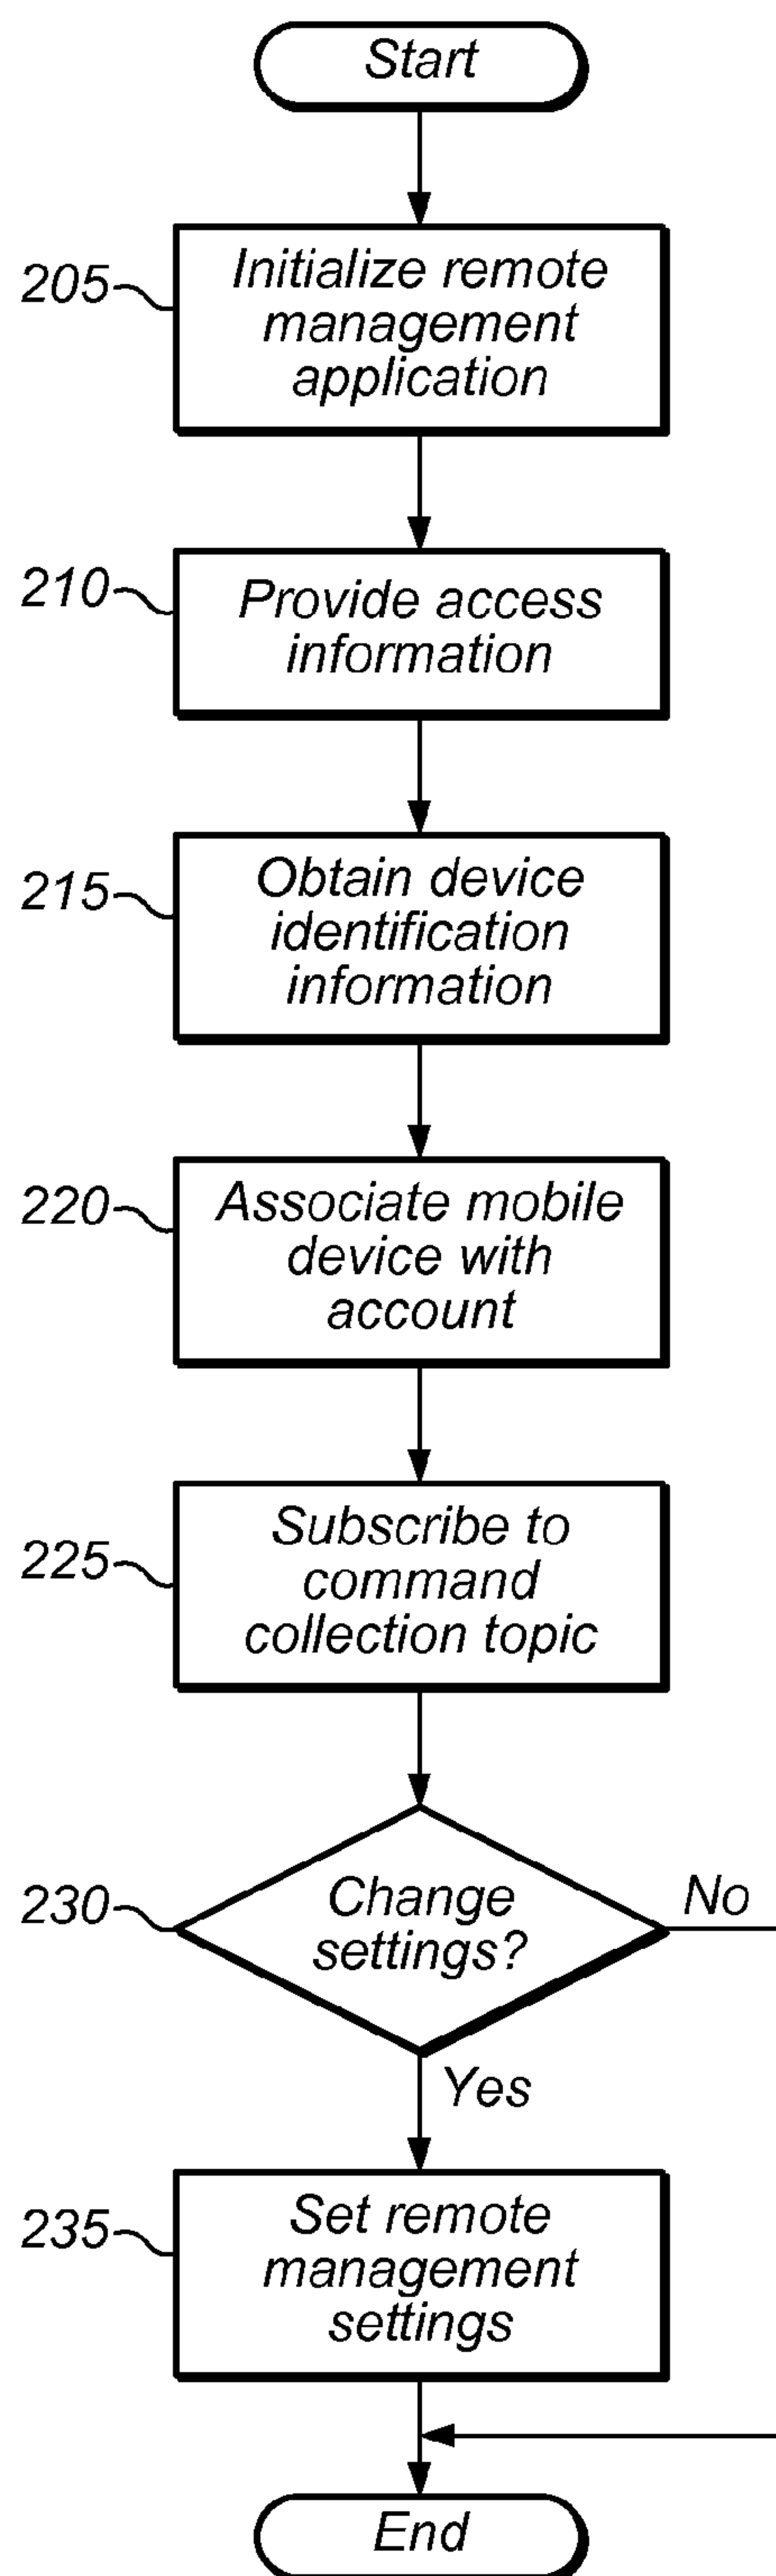 Start
205
Initialize remote
management
application
210
Provide access
information
215
Obtain device
identification
information
220
Associate mobile
device with
account
225
Subscribe to
command
collection topic
230
Change
settings?
No
Yes
235
Set remote
management
settings
End